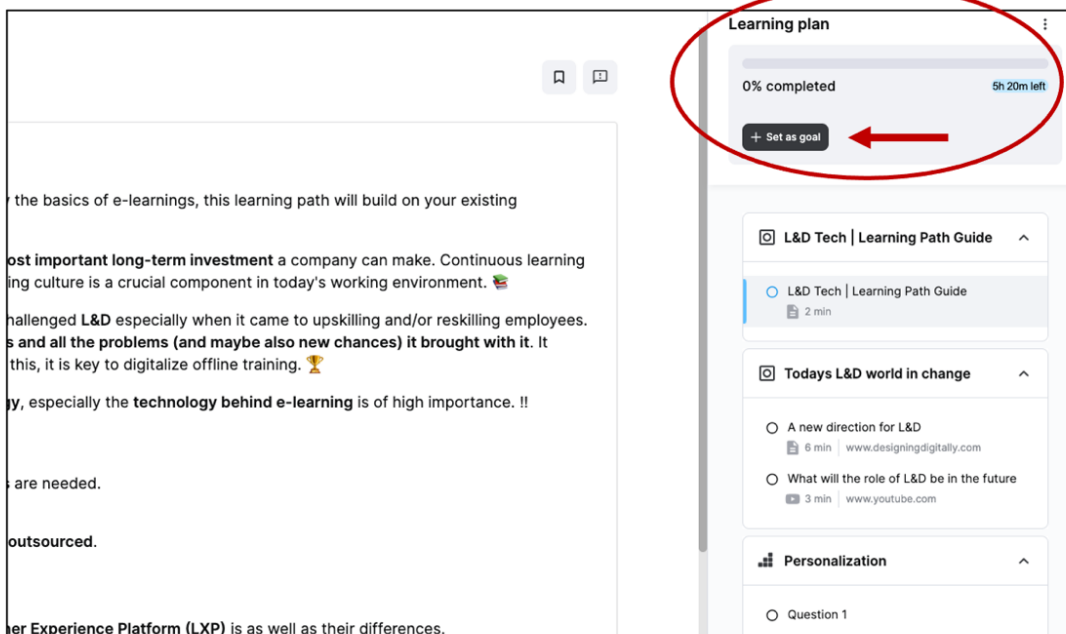 the basics of e-learnings, this learning path will build on your existing
ost important long-term investment a company can make. Continuous learning
ing culture is a crucial component in today's working environment. 📚
hallenged L&D especially when it came to upskilling and/or reskilling employees.
s and all the problems (and maybe also new chances) it brought with it. It
this, it is key to digitalize offline training. 🏆
gy, especially the technology behind e-learning is of high importance. !!
are needed.
outsourced.
ner Experience Platform (LXP) is as well as their differences.
Learning plan
0% completed
5h 20m left
+ Set as goal
L&D Tech | Learning Path Guide
L&D Tech | Learning Path Guide
2 min
Todays L&D world in change
A new direction for L&D
6 min | www.designingdigitally.com
What will the role of L&D be in the future
3 min | www.youtube.com
Personalization
Question 1